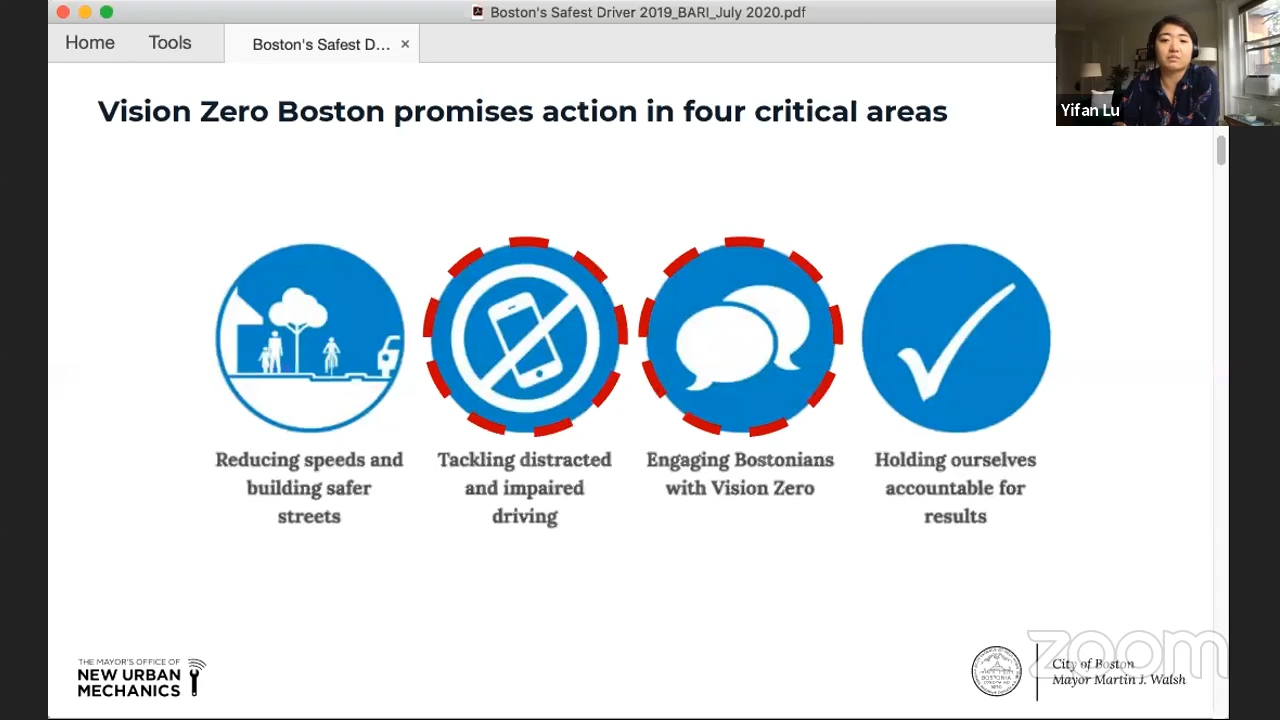 Boston's Safest Driver 2019_BARI_July 2020.pdf
Home
Tools
Boston's Safest D... ×
Yifan Lu
Vision Zero Boston promises action in four critical areas
Reducing speeds and
building safer
streets
Tackling distracted
and impaired
driving
Engaging Bostonians
with Vision Zero
Holding ourselves
accountable for
results
THE MAYOR'S OFFICE OF
NEW URBAN
MECHANICS
BOSTONIA
City of Boston
Mayor Martin J. Walsh
zoom